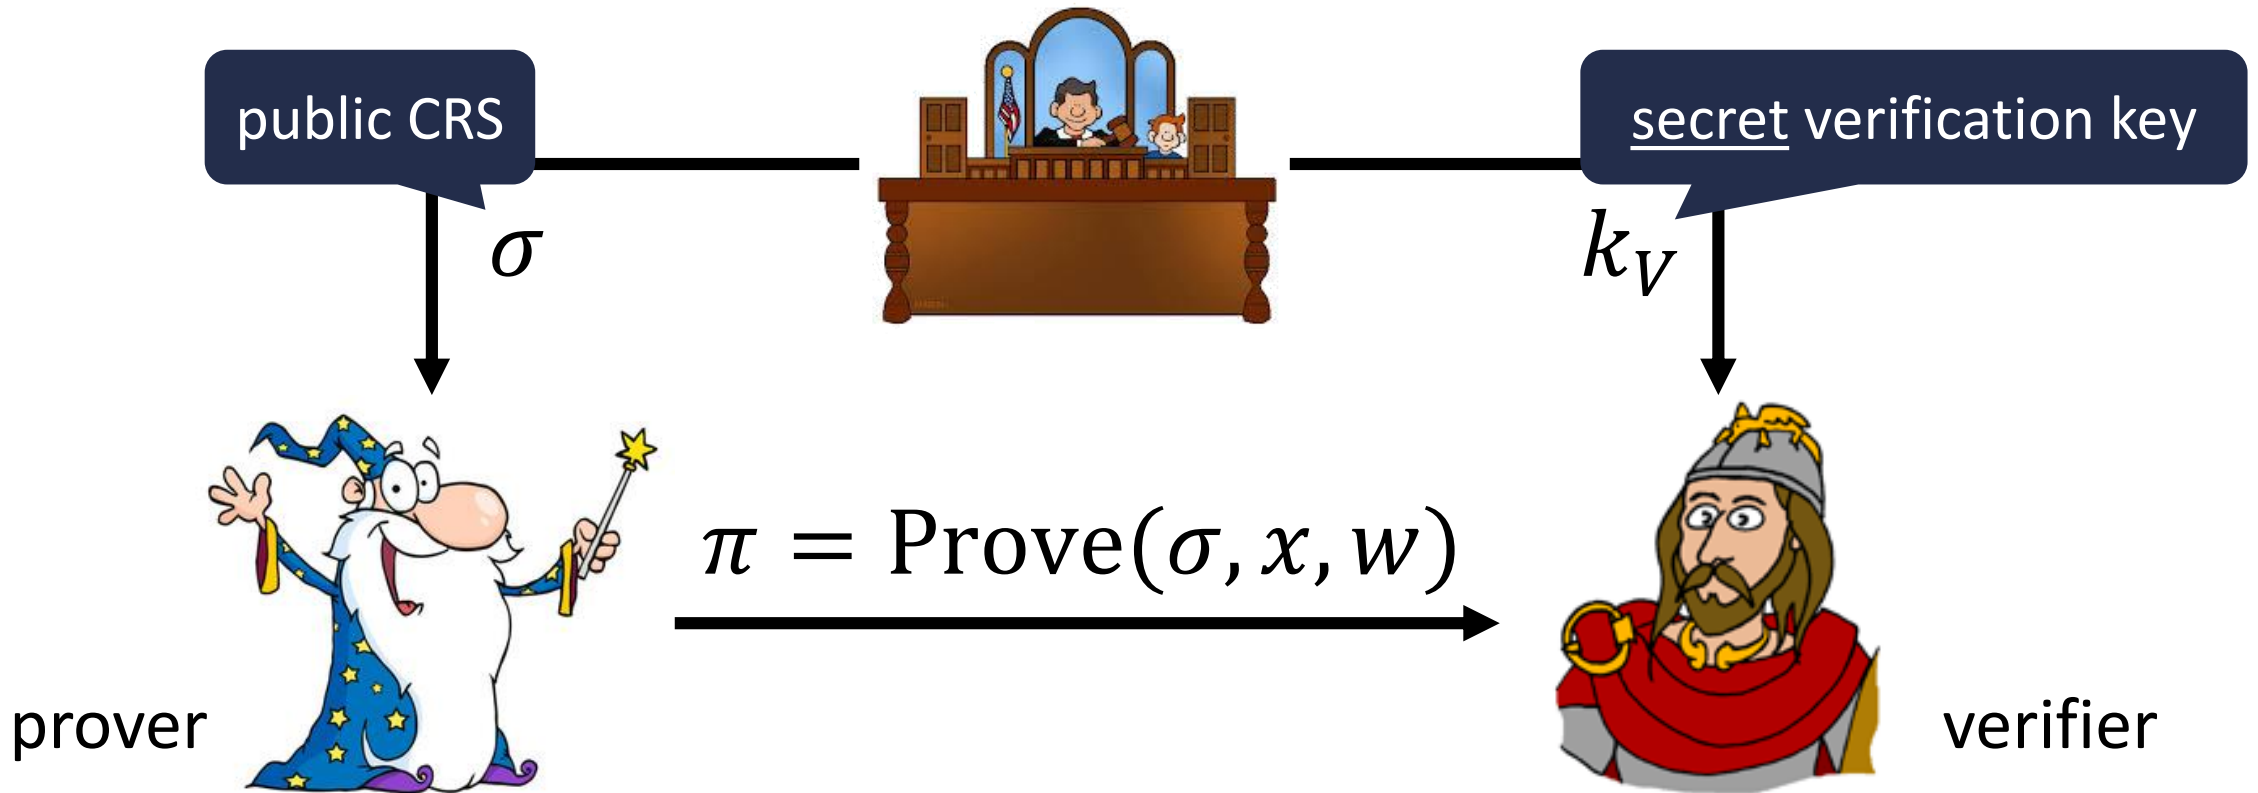 public CRS
secret verification key
σ
k_V
π = Prove(σ, x, w)
prover
verifier